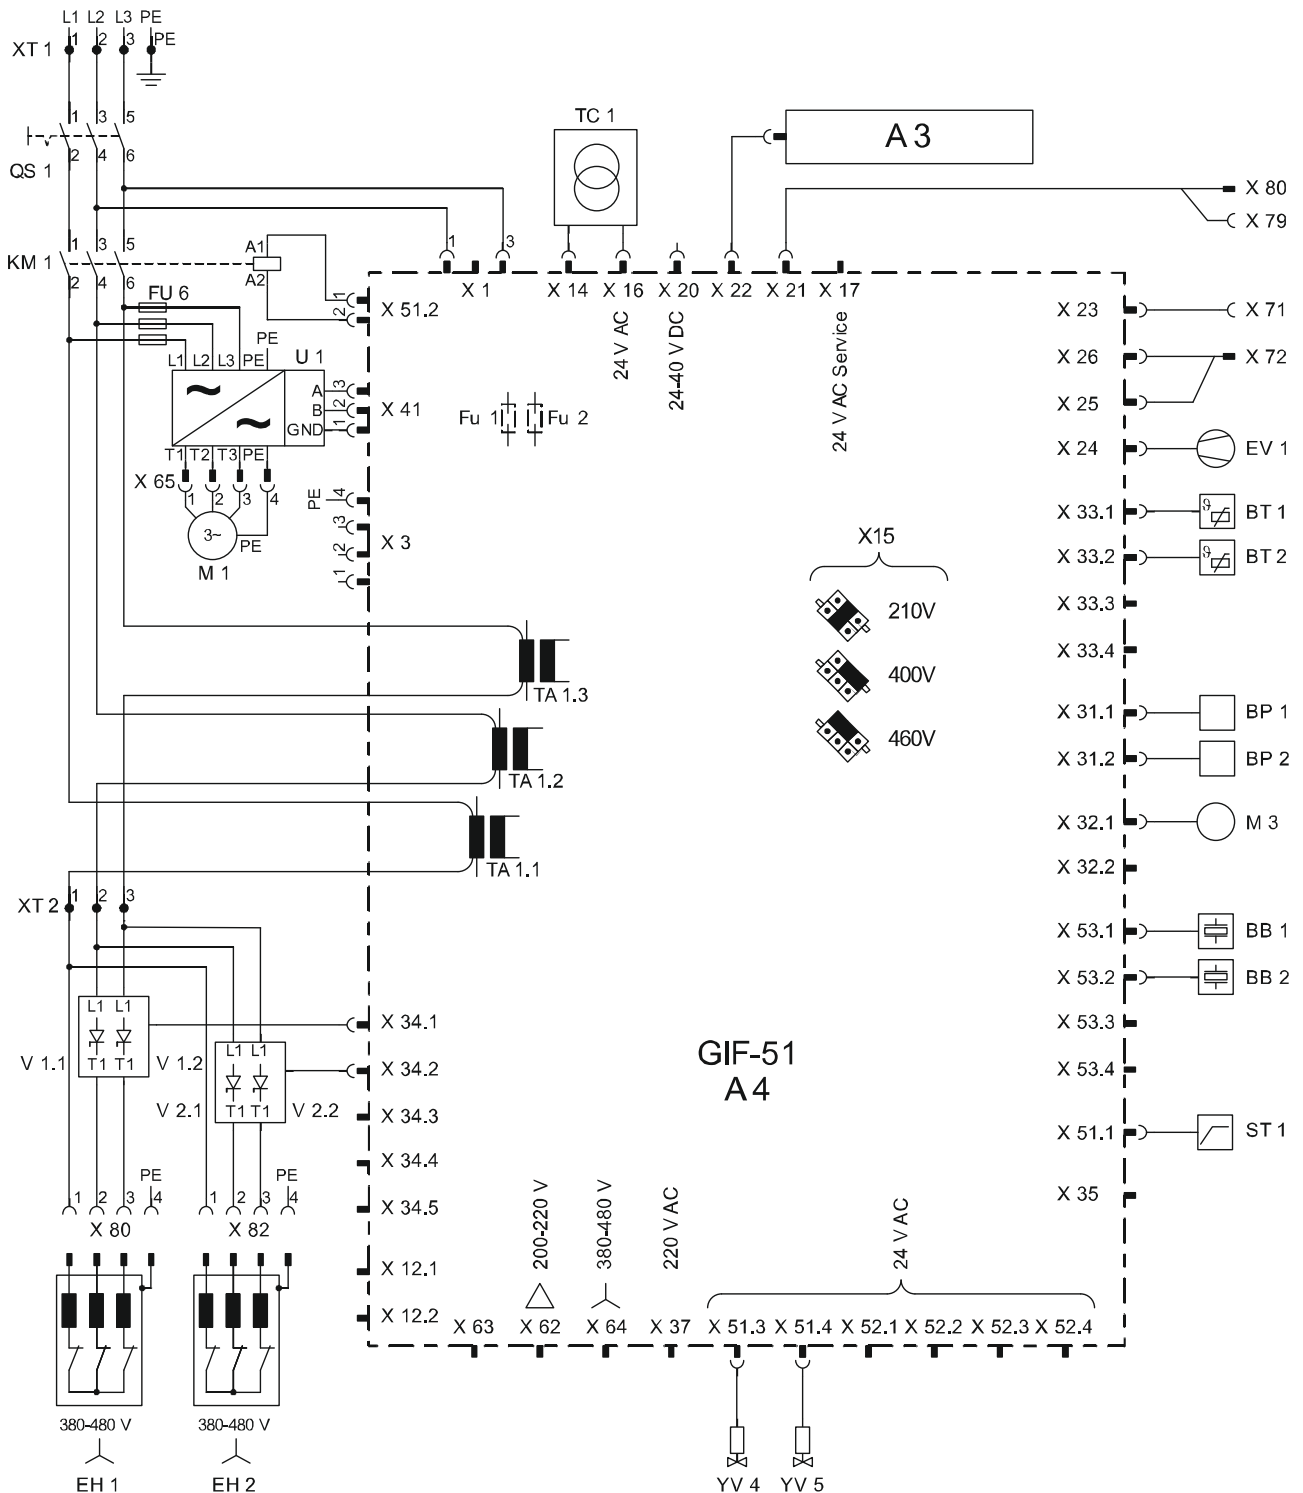 L1 L2 L3 PE
XT 1 1 2 3 PE
TC 1
A 3
1 3 5
QS 1 2 4 6
X 80
X 79
1 3 5 A1 1 3
KM 1 2 4 6 A2
X 1 X 14 X 16 X 20 X 22 X 21 X 17
24 V AC 24-40 V DC 24 V AC Service
FU 6
1 2 X 51.2
X 23 X 71
X 26 X 72
X 25
PE
L1 L2 L3 PE U 1
A 3
B 2 X 41
GND 1
Fu 1 Fu 2
T1 T2 T3 PE
X 24 EV 1
X 65 1 2 3 4
3~ PE
M 1
PE 4
3
2 X 3
1
X 33.1 BT 1
ϑ
X 33.2 BT 2
ϑ
X 33.3
X 33.4
X15
210V
400V
460V
TA 1.3
TA 1.2
TA 1.1
X 31.1 BP 1
X 31.2 BP 2
X 32.1 M 3
X 32.2
XT 2 1 2 3
X 53.1 BB 1
X 53.2 BB 2
X 53.3
X 53.4
L1 L1
V 1.1 T1 T1 V 1.2
X 34.1
L1 L1
V 2.1 T1 T1 V 2.2
X 34.2
X 34.3
X 34.4
X 34.5
X 12.1
X 12.2
GIF-51
A 4
X 51.1 ST 1
X 35
PE PE
1 2 3 4 1 2 3 4
X 80 X 82
200-220 V 380-480 V 220 V AC 24 V AC
X 63 X 62 X 64 X 37 X 51.3 X 51.4 X 52.1 X 52.2 X 52.3 X 52.4
380-480 V 380-480 V
EH 1 EH 2
YV 4 YV 5